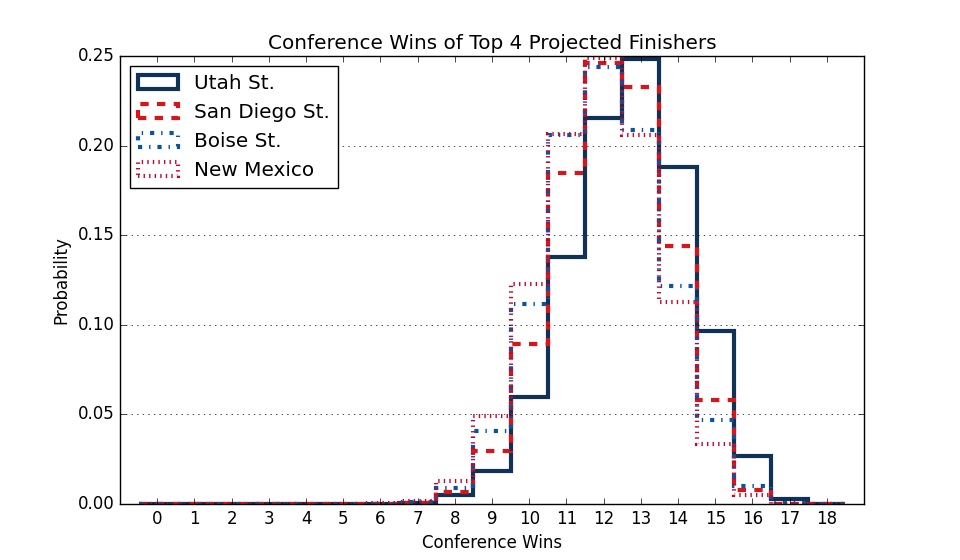 Conference Wins of Top 4 Projected Finishers
0.25
0.20
0.15
0.10
0.05
0.00
Probability
Utah St.
San Diego St.
Boise St.
New Mexico
0 1 2 3 4 5 6 7 8 9 10 11 12 13 14 15 16 17 18
Conference Wins